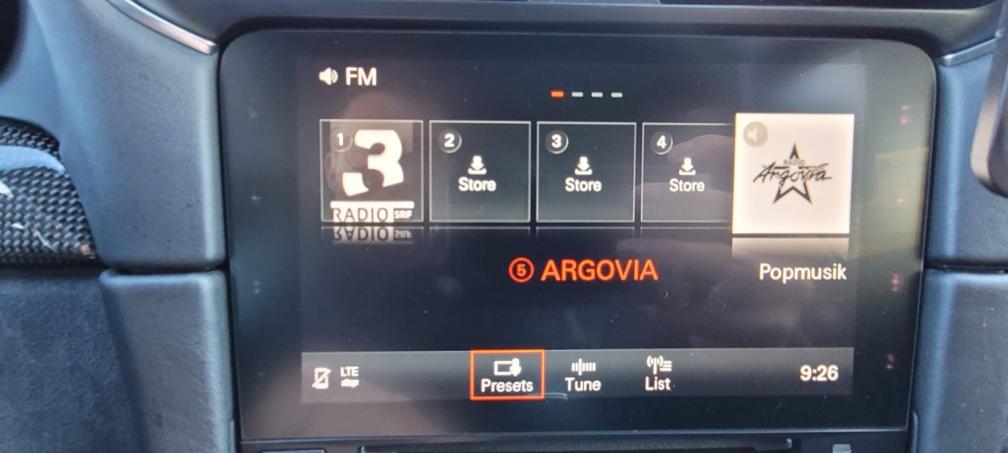 FM
1
3
RADIO SRF
2
Store
3
Store
4
Store
RADIO
Argovia
5 ARGOVIA
Popmusik
LTE
Presets
Tune
List
9:26